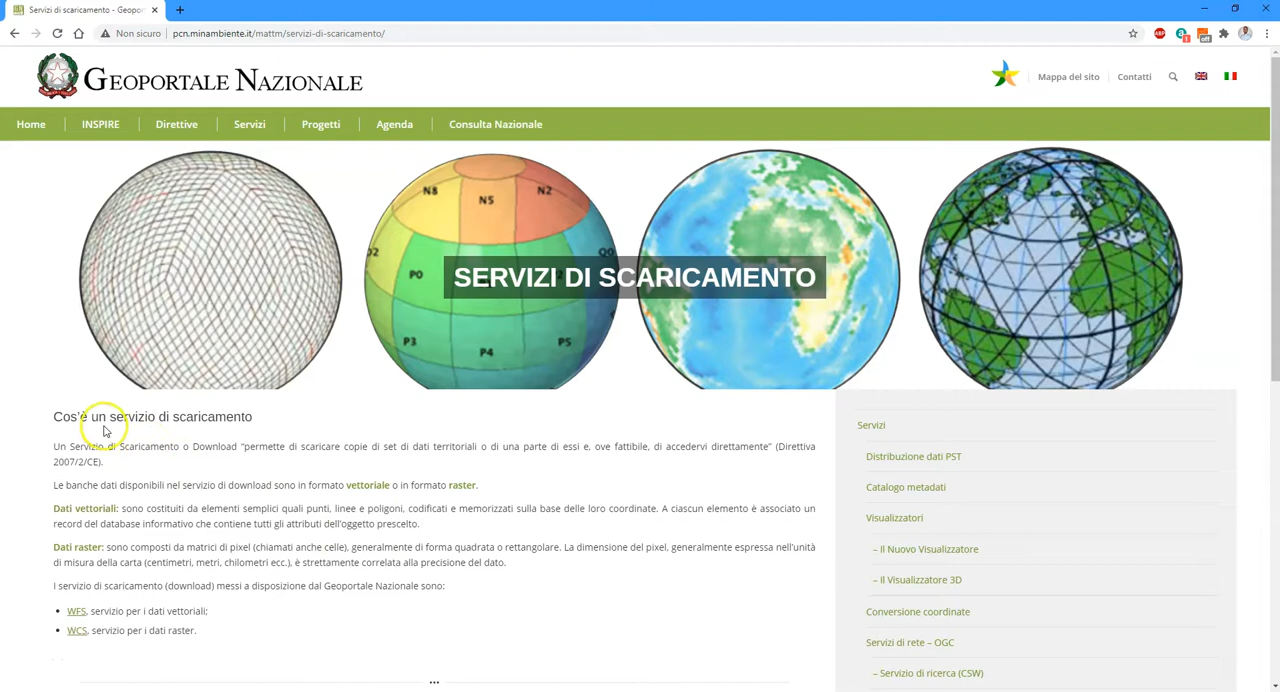 Servizi di scaricamento - Geopor
Non sicuro
pcn.minambiente.it/mattm/servizi-di-scaricamento/
ABP
1
off
GEOPORTALE NAZIONALE
Mappa del sito
Contatti
Home
INSPIRE
Direttive
Servizi
Progetti
Agenda
Consulta Nazionale
N8
N5
N2
O2
P0
Q0
P3
P4
P5
SERVIZI DI SCARICAMENTO
Cos'è un servizio di scaricamento
Un Servizio di Scaricamento o Download "permette di scaricare copie di set di dati territoriali o di una parte di essi e, ove fattibile, di accedervi direttamente" (Direttiva
2007/2/CE).
Le banche dati disponibili nel servizio di download sono in formato vettoriale o in formato raster.
Dati vettoriali: sono costituiti da elementi semplici quali punti, linee e poligoni, codificati e memorizzati sulla base delle loro coordinate. A ciascun elemento è associato un
record del database informativo che contiene tutti gli attributi dell'oggetto prescelto.
Dati raster: sono composti da matrici di pixel (chiamati anche celle), generalmente di forma quadrata o rettangolare. La dimensione del pixel, generalmente espressa nell'unità
di misura della carta (centimetri, metri, chilometri ecc.), è strettamente correlata alla precisione del dato.
I servizio di scaricamento (download) messi a disposizione dal Geoportale Nazionale sono:
• WFS, servizio per i dati vettoriali;
• WCS, servizio per i dati raster.
...
Servizi
Distribuzione dati PST
Catalogo metadati
Visualizzatori
– Il Nuovo Visualizzatore
– Il Visualizzatore 3D
Conversione coordinate
Servizi di rete – OGC
– Servizio di ricerca (CSW)